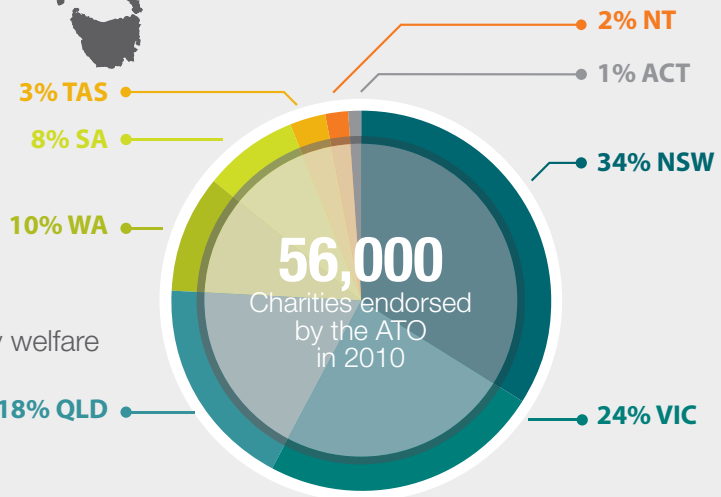 2% NT
1% ACT
3% TAS
8% SA
34% NSW
10% WA
56,000
Charities endorsed
by the ATO
in 2010
welfare
18% QLD
24% VIC